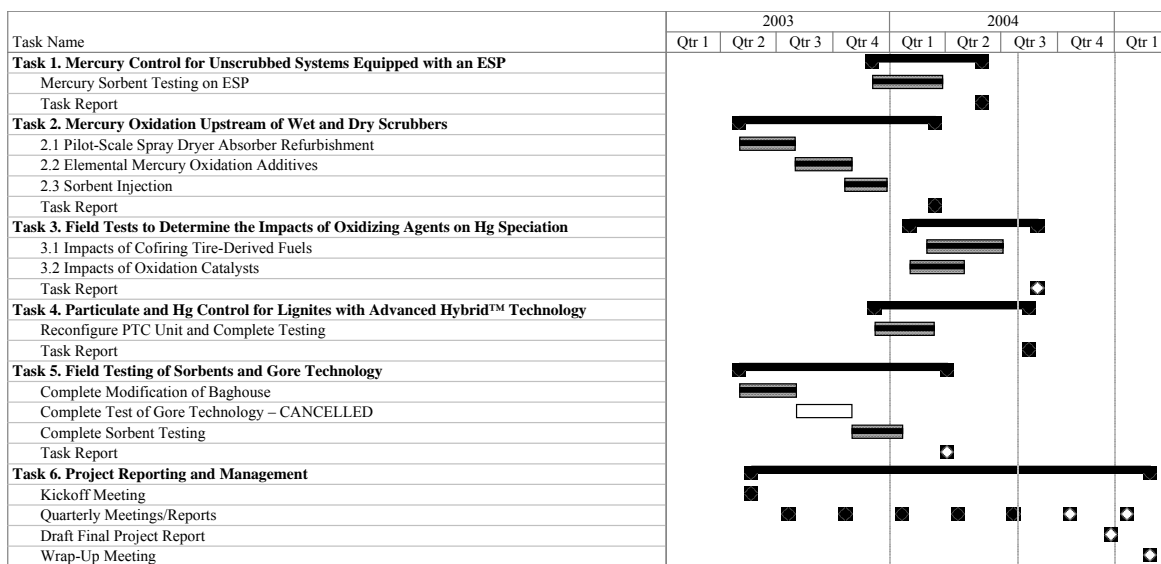 2003 2004
Task Name Qtr 1 Qtr 2 Qtr 3 Qtr 4 Qtr 1 Qtr 2 Qtr 3 Qtr 4 Qtr 1
Task 1. Mercury Control for Unscrubbed Systems Equipped with an ESP
Mercury Sorbent Testing on ESP
Task Report
Task 2. Mercury Oxidation Upstream of Wet and Dry Scrubbers
2.1 Pilot-Scale Spray Dryer Absorber Refurbishment
2.2 Elemental Mercury Oxidation Additives
2.3 Sorbent Injection
Task Report
Task 3. Field Tests to Determine the Impacts of Oxidizing Agents on Hg Speciation
3.1 Impacts of Cofiring Tire-Derived Fuels
3.2 Impacts of Oxidation Catalysts
Task Report
Task 4. Particulate and Hg Control for Lignites with Advanced Hybrid™ Technology
Reconfigure PTC Unit and Complete Testing
Task Report
Task 5. Field Testing of Sorbents and Gore Technology
Complete Modification of Baghouse
Complete Test of Gore Technology – CANCELLED
Complete Sorbent Testing
Task Report
Task 6. Project Reporting and Management
Kickoff Meeting
Quarterly Meetings/Reports
Draft Final Project Report
Wrap-Up Meeting